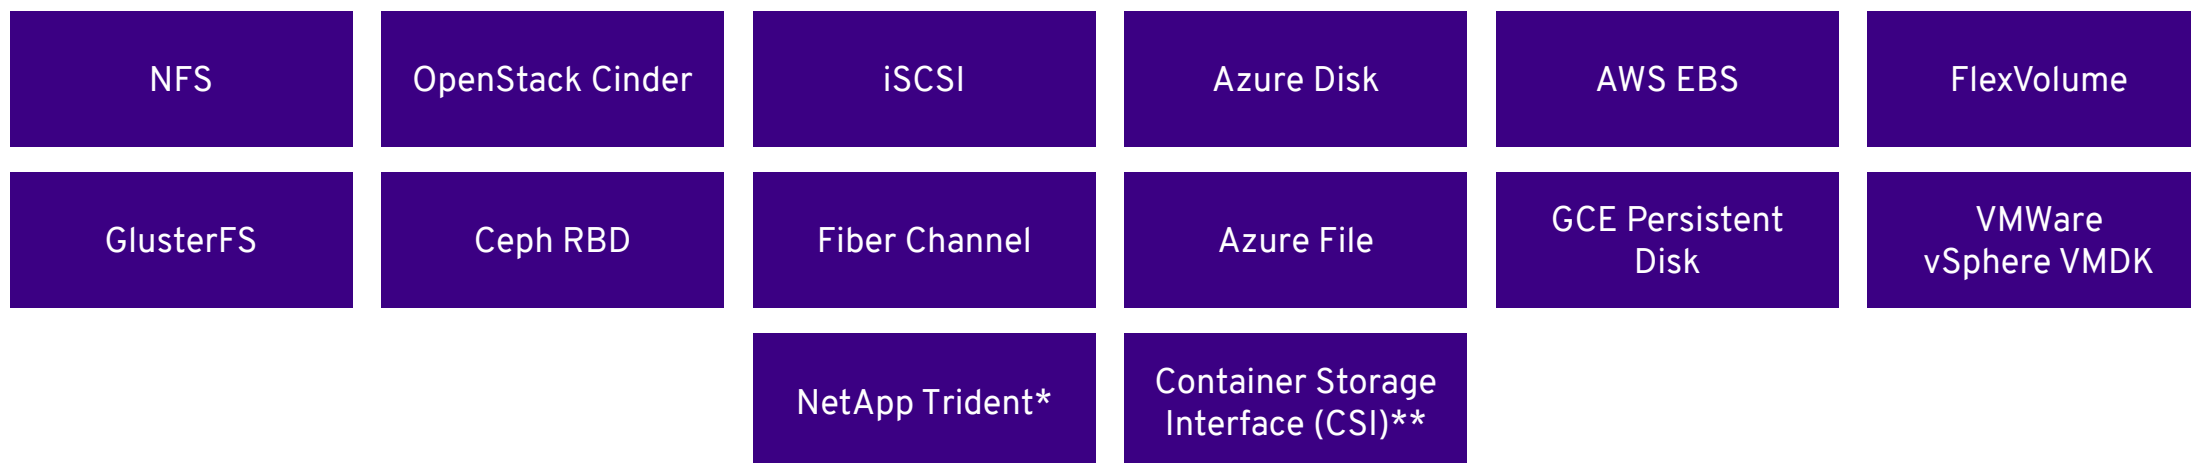 NFS
OpenStack Cinder
iSCSI
Azure Disk
AWS EBS
FlexVolume
GlusterFS
Ceph RBD
Fiber Channel
Azure File
GCE Persistent
Disk
VMWare
vSphere VMDK
NetApp Trident*
Container Storage
Interface (CSI)**